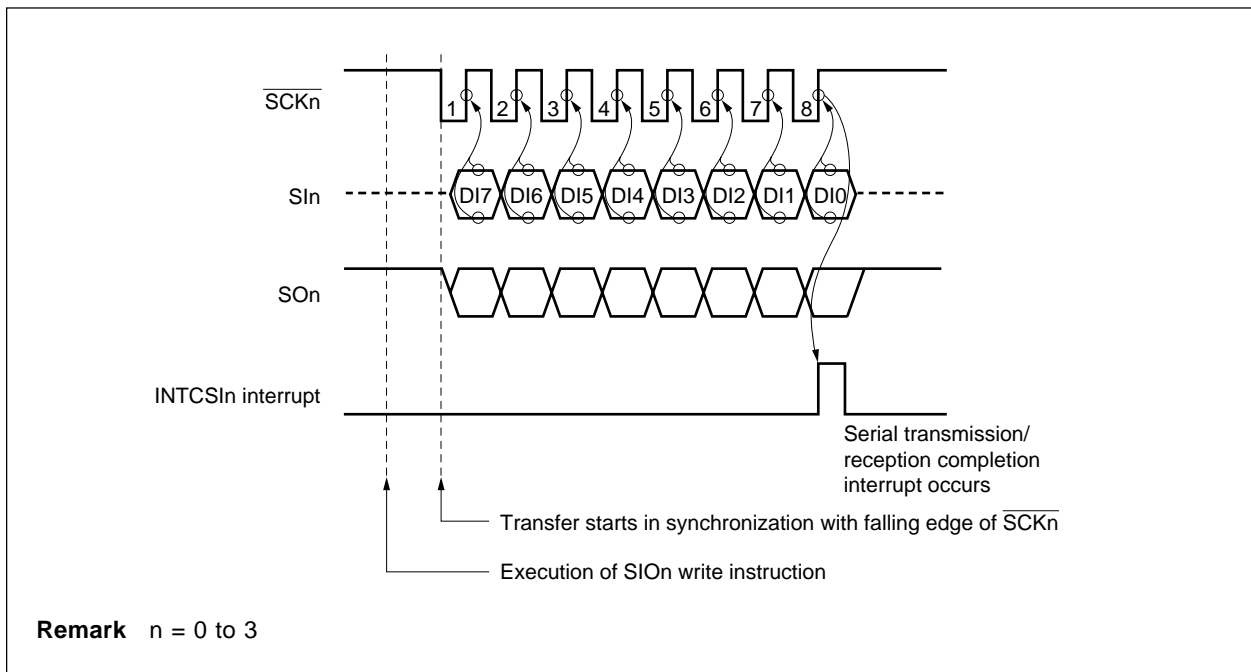 SCKn
1 2 3 4 5 6 7 8
SIn
DI7 DI6 DI5 DI4 DI3 DI2 DI1 DI0
SOn
INTCSIn interrupt
Serial transmission/
reception completion
interrupt occurs
Transfer starts in synchronization with falling edge of SCKn
Execution of SIOn write instruction
Remark n = 0 to 3